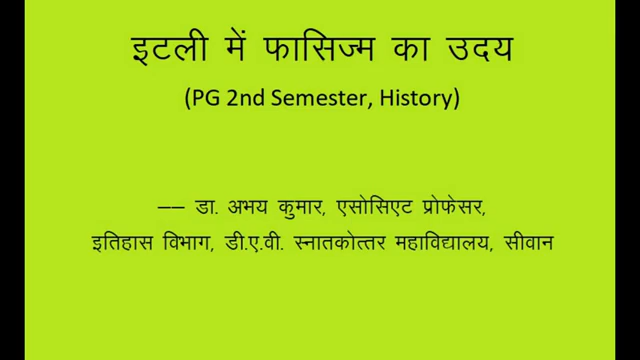 इटली में फासिज्म का उदय
(PG 2nd Semester, History)
–– डा. अभय कुमार, एसोसिएट प्रोफेसर,
इतिहास विभाग, डी.ए.वी. स्नातकोत्तर महाविद्यालय, सीवान